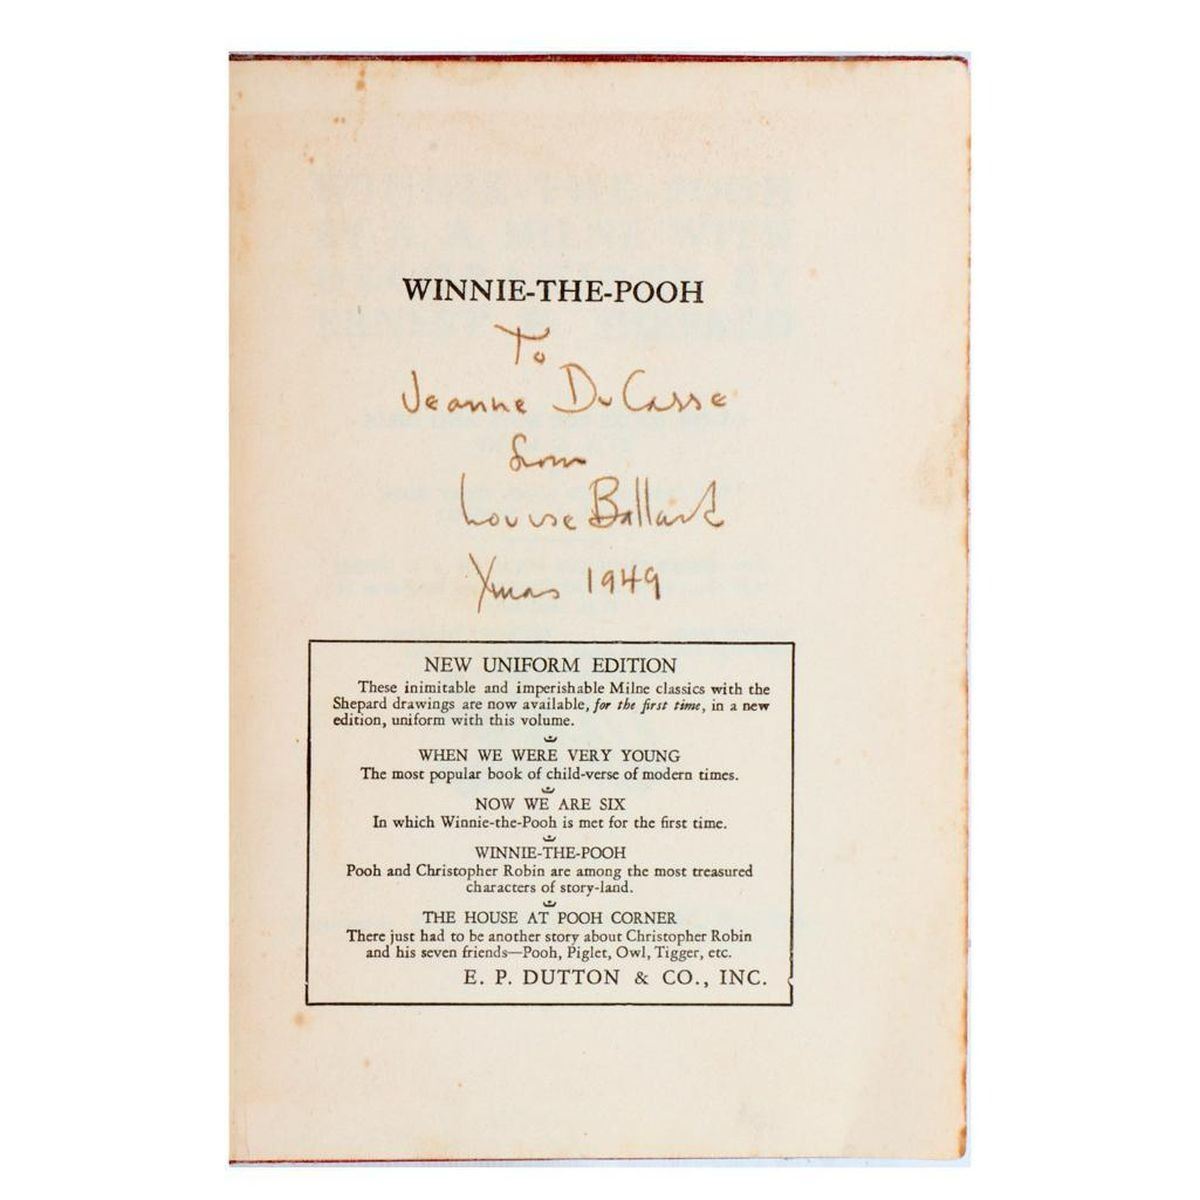 WINNIE-THE-POOH
To
Jeanne DuCasse
from
Louise Ballard
Xmas 1949
NEW UNIFORM EDITION
These inimitable and imperishable Milne classics with the
Shepard drawings are now available, for the first time, in a new
edition, uniform with this volume.
WHEN WE WERE VERY YOUNG
The most popular book of child-verse of modern times.
NOW WE ARE SIX
In which Winnie-the-Pooh is met for the first time.
WINNIE-THE-POOH
Pooh and Christopher Robin are among the most treasured
characters of story-land.
THE HOUSE AT POOH CORNER
There just had to be another story about Christopher Robin
and his seven friends—Pooh, Piglet, Owl, Tigger, etc.
E. P. DUTTON & CO., INC.